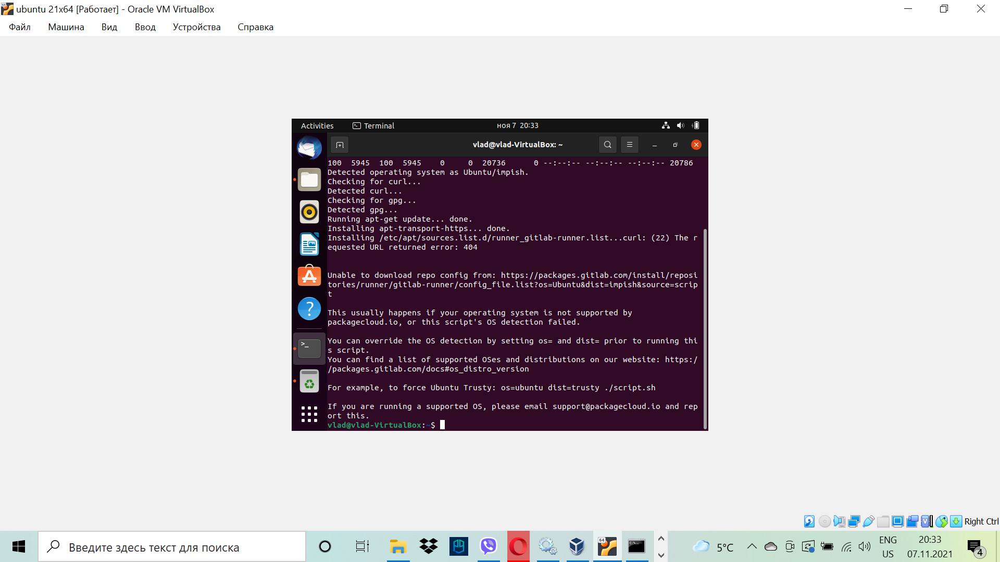 ubuntu 21x64 [Работает] - Oracle VM VirtualBox
Файл Машина Вид Ввод Устройства Справка
Activities Terminal ноя 7 20:33
vlad@vlad-VirtualBox: ~
100 5945 100 5945 0 0 20736 0 --:--:-- --:--:-- --:--:-- 20786
Detected operating system as Ubuntu/impish.
Checking for curl...
Detected curl...
Checking for gpg...
Detected gpg...
Running apt-get update... done.
Installing apt-transport-https... done.
Installing /etc/apt/sources.list.d/runner_gitlab-runner.list...curl: (22) The r
equested URL returned error: 404
Unable to download repo config from: https://packages.gitlab.com/install/reposi
tories/runner/gitlab-runner/config_file.list?os=Ubuntu&dist=impish&source=scrip
t
This usually happens if your operating system is not supported by
packagecloud.io, or this script's OS detection failed.
You can override the OS detection by setting os= and dist= prior to running thi
s script.
You can find a list of supported OSes and distributions on our website: https:/
/packages.gitlab.com/docs#os_distro_version
For example, to force Ubuntu Trusty: os=ubuntu dist=trusty ./script.sh
If you are running a supported OS, please email support@packagecloud.io and rep
ort this.
vlad@vlad-VirtualBox:~$
Right Ctrl
Введите здесь текст для поиска
64
C:\
5°C
ENG
US
20:33
07.11.2021
4